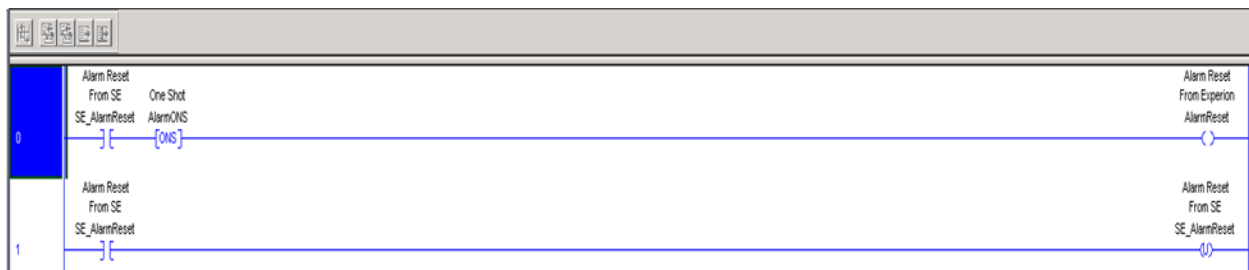 Alarm Reset
From SE
SE_AlarmReset
One Shot
AlarmONS
ONS
Alarm Reset
From Experion
AlarmReset
0
Alarm Reset
From SE
SE_AlarmReset
Alarm Reset
From SE
SE_AlarmReset
U
1